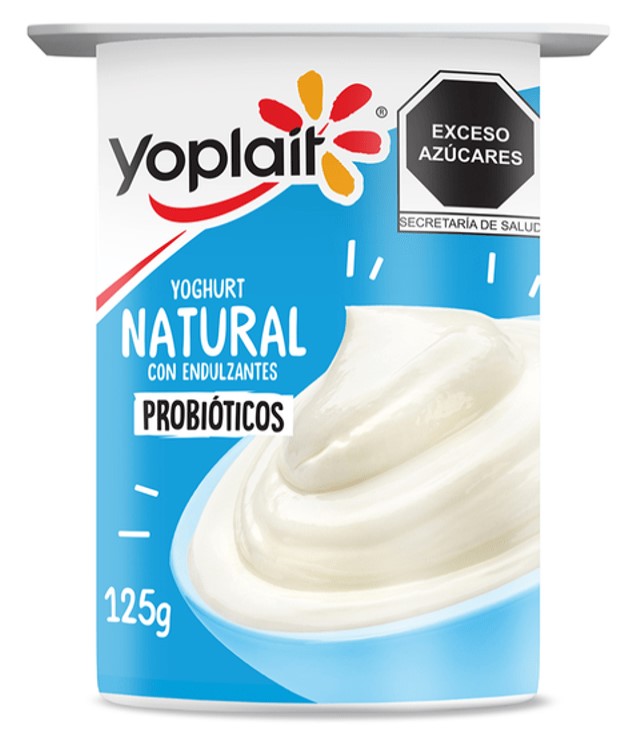 yoplait®
EXCESO
AZÚCARES
SECRETARÍA DE SALUD
YOGHURT
NATURAL
CON ENDULZANTES
PROBIÓTICOS
125g